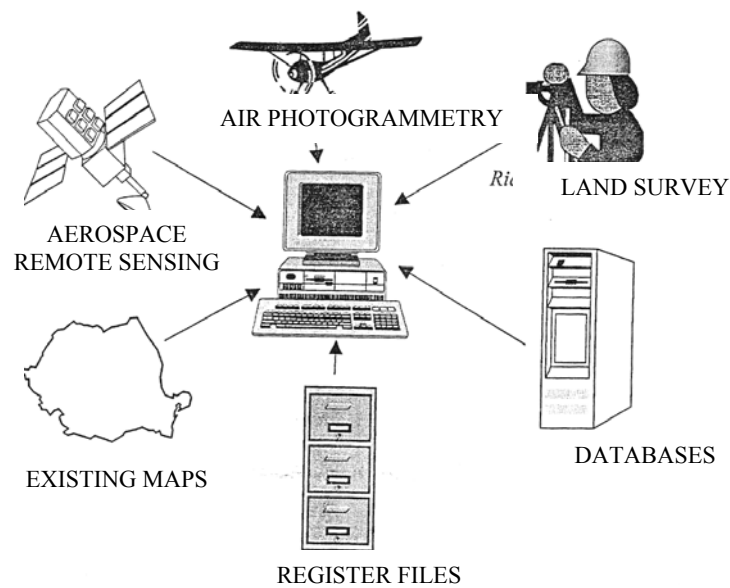 AIR PHOTOGRAMMETRY
LAND SURVEY
AEROSPACE
REMOTE SENSING
EXISTING MAPS
DATABASES
REGISTER FILES